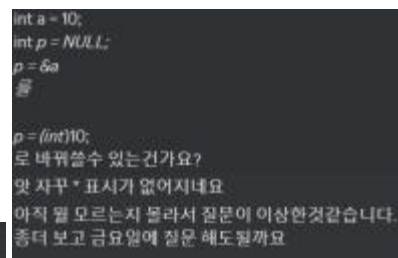 int a = 10;
int p = NULL;
p = &a
를
p = (int)10;
로 바꿔쓸수 있는건가요?
앗 자꾸 * 표시가 없어지네요
아직 뭘 모르는지 몰라서 질문이 이상한것같습니다.
좀더 보고 금요일에 질문 해도될까요